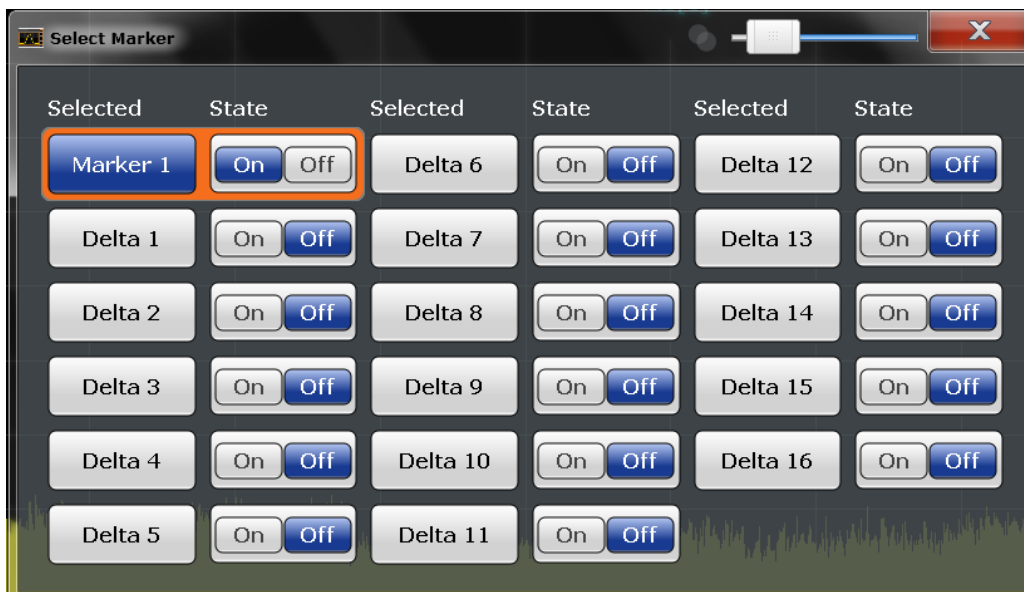 Select Marker
X
Selected State Selected State Selected State
Marker 1 On Off Delta 6 On Off Delta 12 On Off
Delta 1 On Off Delta 7 On Off Delta 13 On Off
Delta 2 On Off Delta 8 On Off Delta 14 On Off
Delta 3 On Off Delta 9 On Off Delta 15 On Off
Delta 4 On Off Delta 10 On Off Delta 16 On Off
Delta 5 On Off Delta 11 On Off